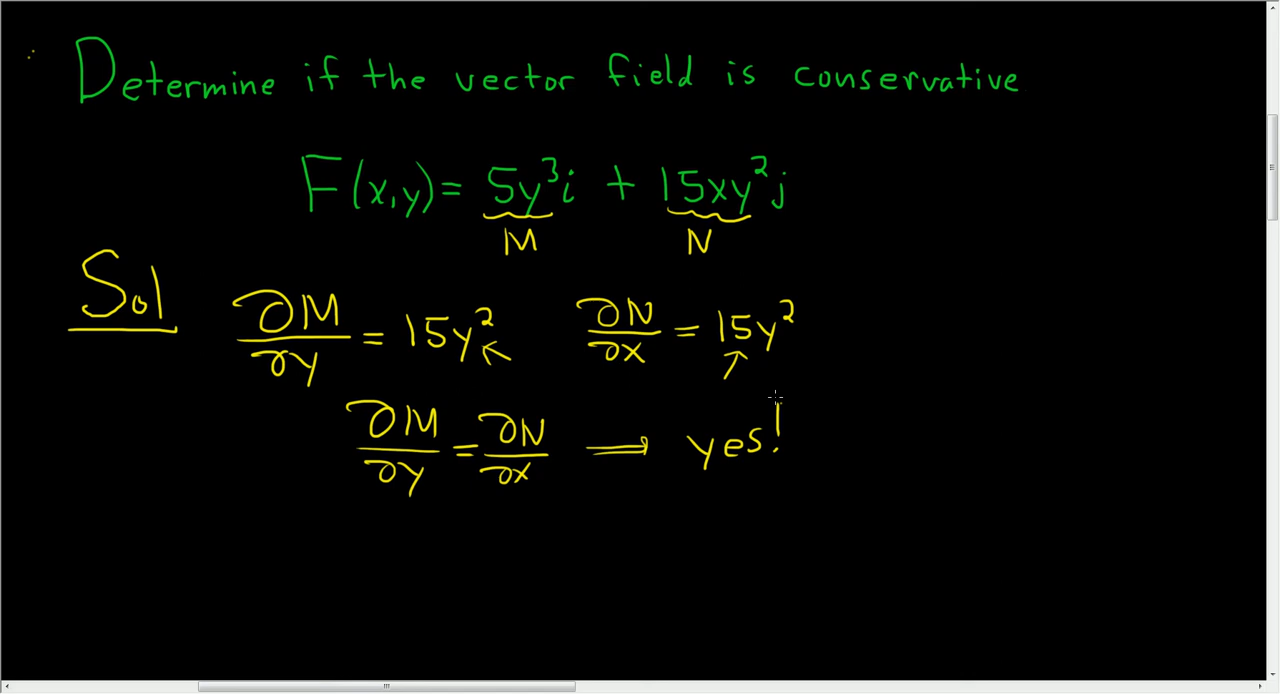 Determine if the vector field is conservative
F(x,y) = 5y³i + 15xy²j
M N
Sol ∂M/∂y = 15y² ∂N/∂x = 15y²
∂M/∂y = ∂N/∂x ⟹ yes!